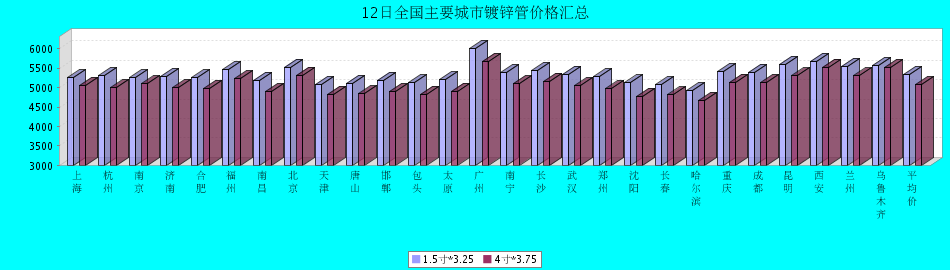 12日全国主要城市镀锌管价格汇总
6000
5500
5000
4500
4000
3500
3000
上海 杭州 南京 济南 合肥 福州 南昌 北京 天津 唐山 邯郸 包头 太原 广州 南宁 长沙 武汉 郑州 沈阳 长春 哈尔滨 重庆 成都 昆明 西安 兰州 乌鲁木齐 平均价
1.5寸*3.25 4寸*3.75